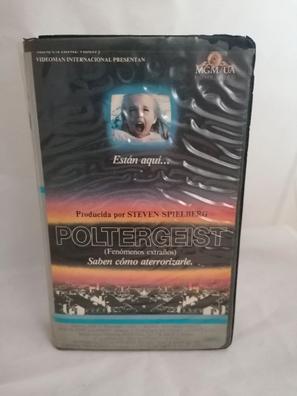 VIDEOMAN INTERNACIONAL PRESENTAN
MGM/UA
Están aquí...
Producida por STEVEN SPIELBERG
POLTERGEIST
(Fenómenos extraños)
Saben cómo aterrorizarle.